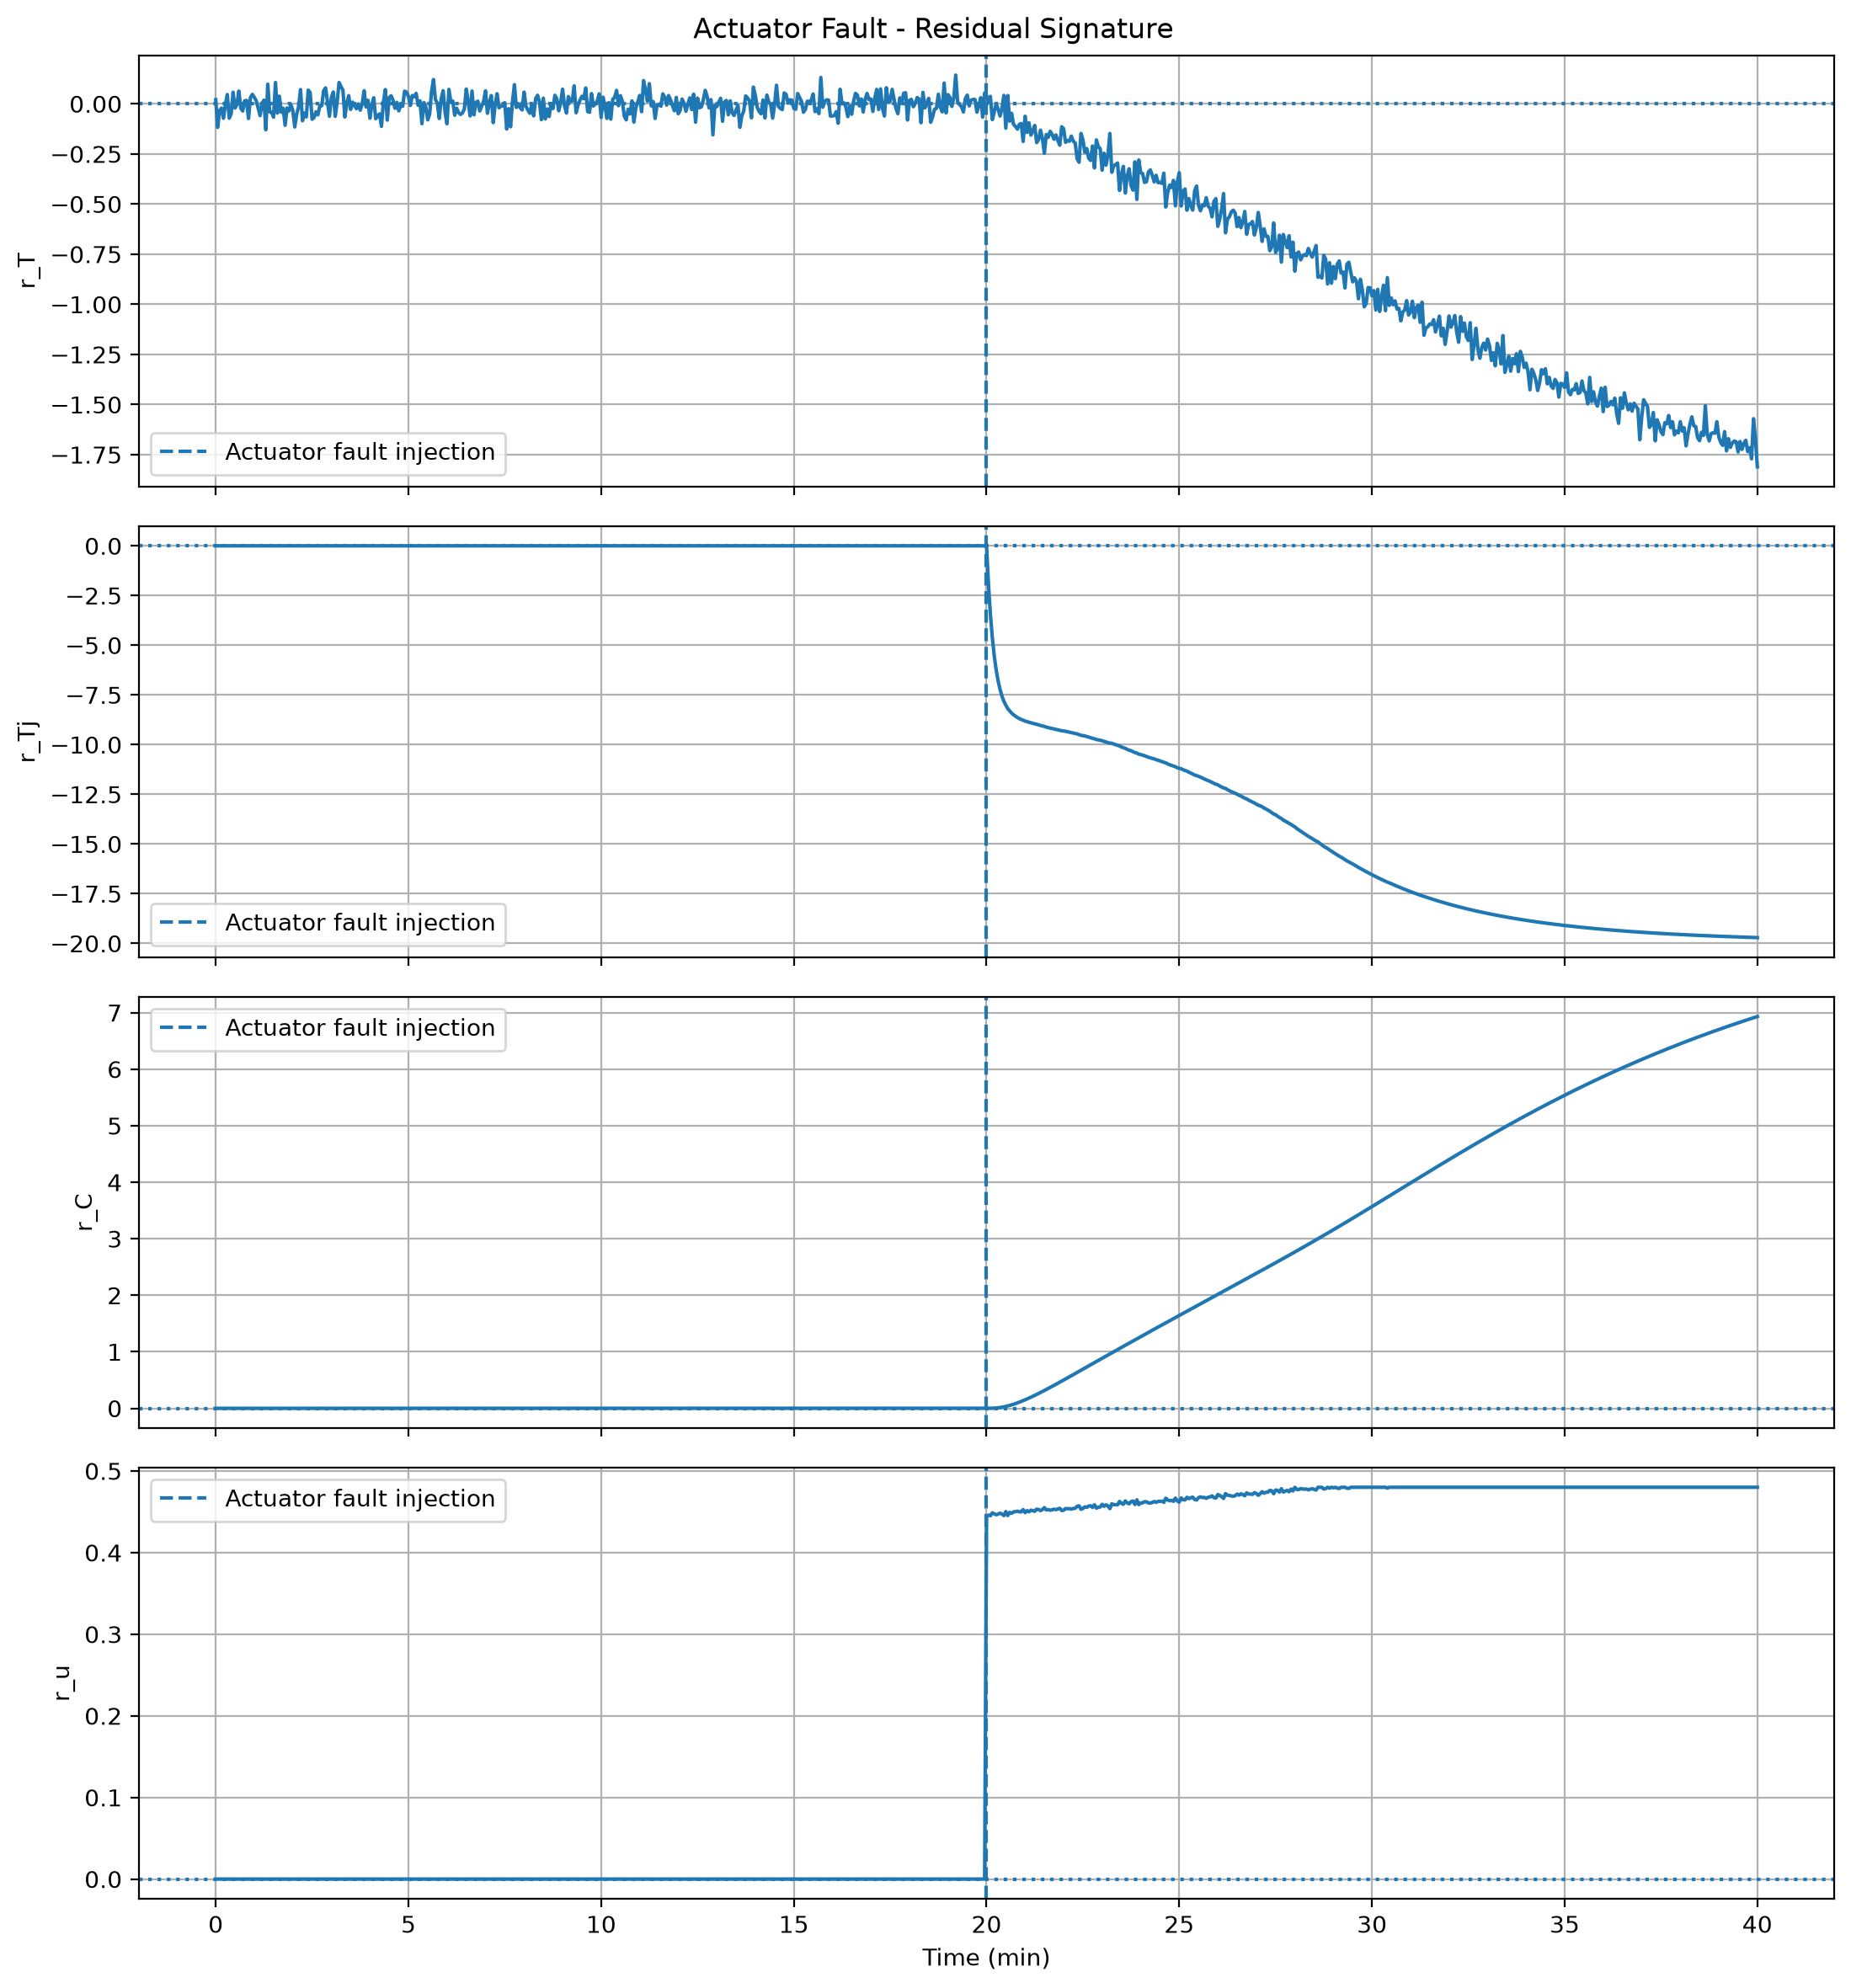 Actuator Fault - Residual Signature
0.00
−0.25
−0.50
−0.75
−1.00
−1.25
−1.50
−1.75
r_T
Actuator fault injection
0.0
−2.5
−5.0
−7.5
−10.0
−12.5
−15.0
−17.5
−20.0
r_Tj
Actuator fault injection
7
6
5
4
3
2
1
0
r_C
Actuator fault injection
0.5
0.4
0.3
0.2
0.1
0.0
r_u
Actuator fault injection
0 5 10 15 20 25 30 35 40
Time (min)